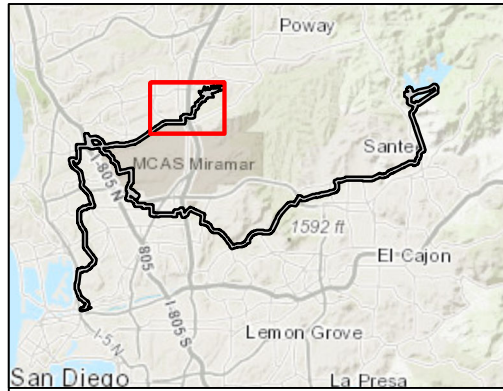 Poway
I-805 N
MCAS Miramar
Santee
1592 ft
805
El Cajon
I-5 N
I-805 S
Lemon Grove
San Diego
La Presa